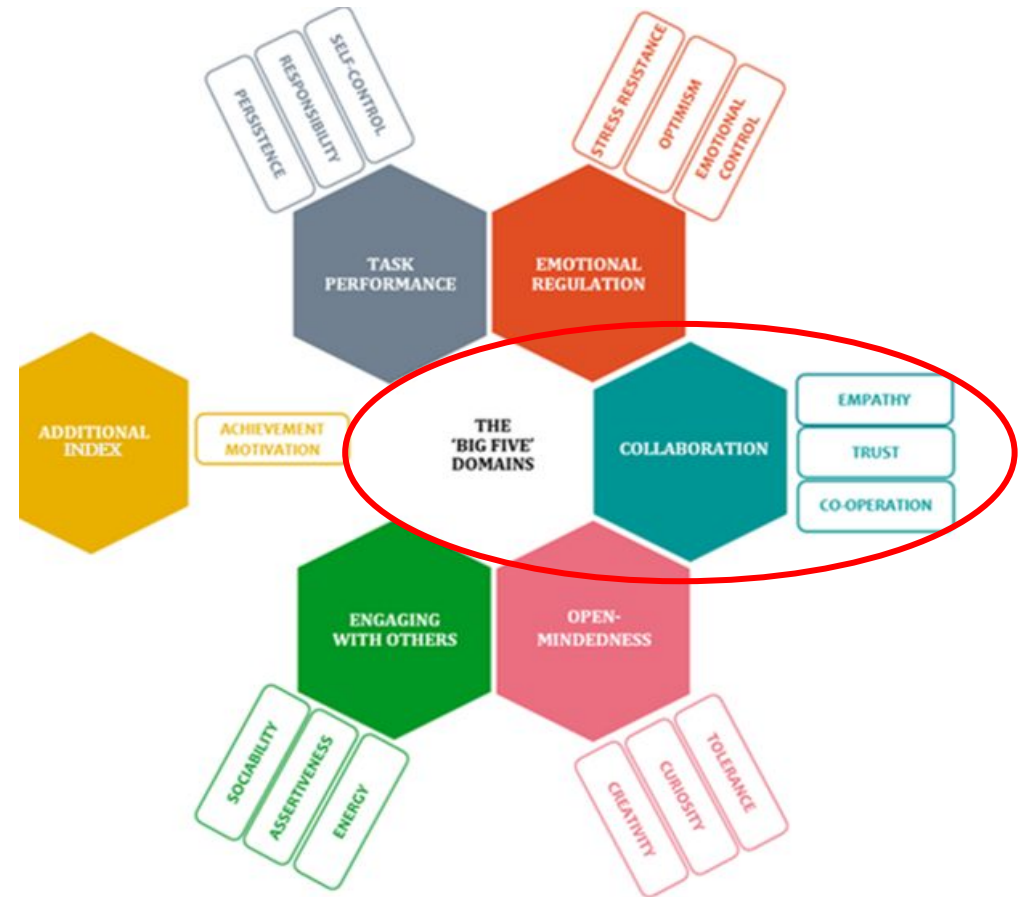 SELF-CONTROL
RESPONSIBILITY
PERSISTENCE
STRESS RESISTANCE
OPTIMISM
EMOTIONAL
CONTROL
TASK
PERFORMANCE
EMOTIONAL
REGULATION
ADDITIONAL
INDEX
ACHIEVEMENT
MOTIVATION
THE
'BIG FIVE'
DOMAINS
COLLABORATION
EMPATHY
TRUST
CO-OPERATION
ENGAGING
WITH OTHERS
OPEN-
MINDEDNESS
SOCIABILITY
ASSERTIVENESS
ENERGY
CREATIVITY
CURIOSITY
TOLERANCE